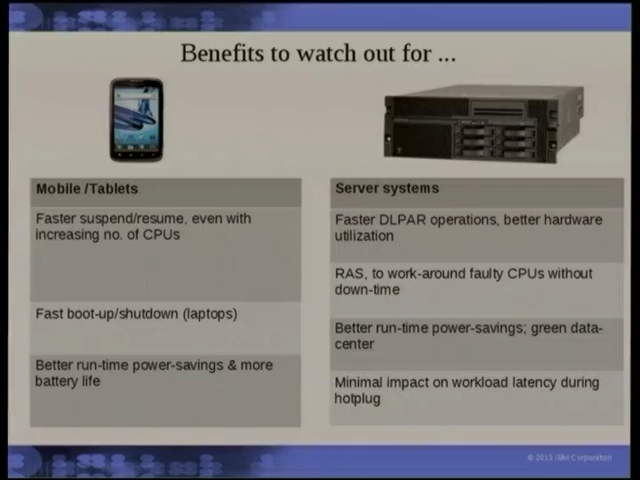 Benefits to watch out for ...
Mobile /Tablets
Faster suspend/resume, even with
increasing no. of CPUs
Fast boot-up/shutdown (laptops)
Better run-time power-savings & more
battery life
Server systems
Faster DLPAR operations, better hardware
utilization
RAS, to work-around faulty CPUs without
down-time
Better run-time power-savings; green data-
center
Minimal impact on workload latency during
hotplug
© 2013 IBM Corporation